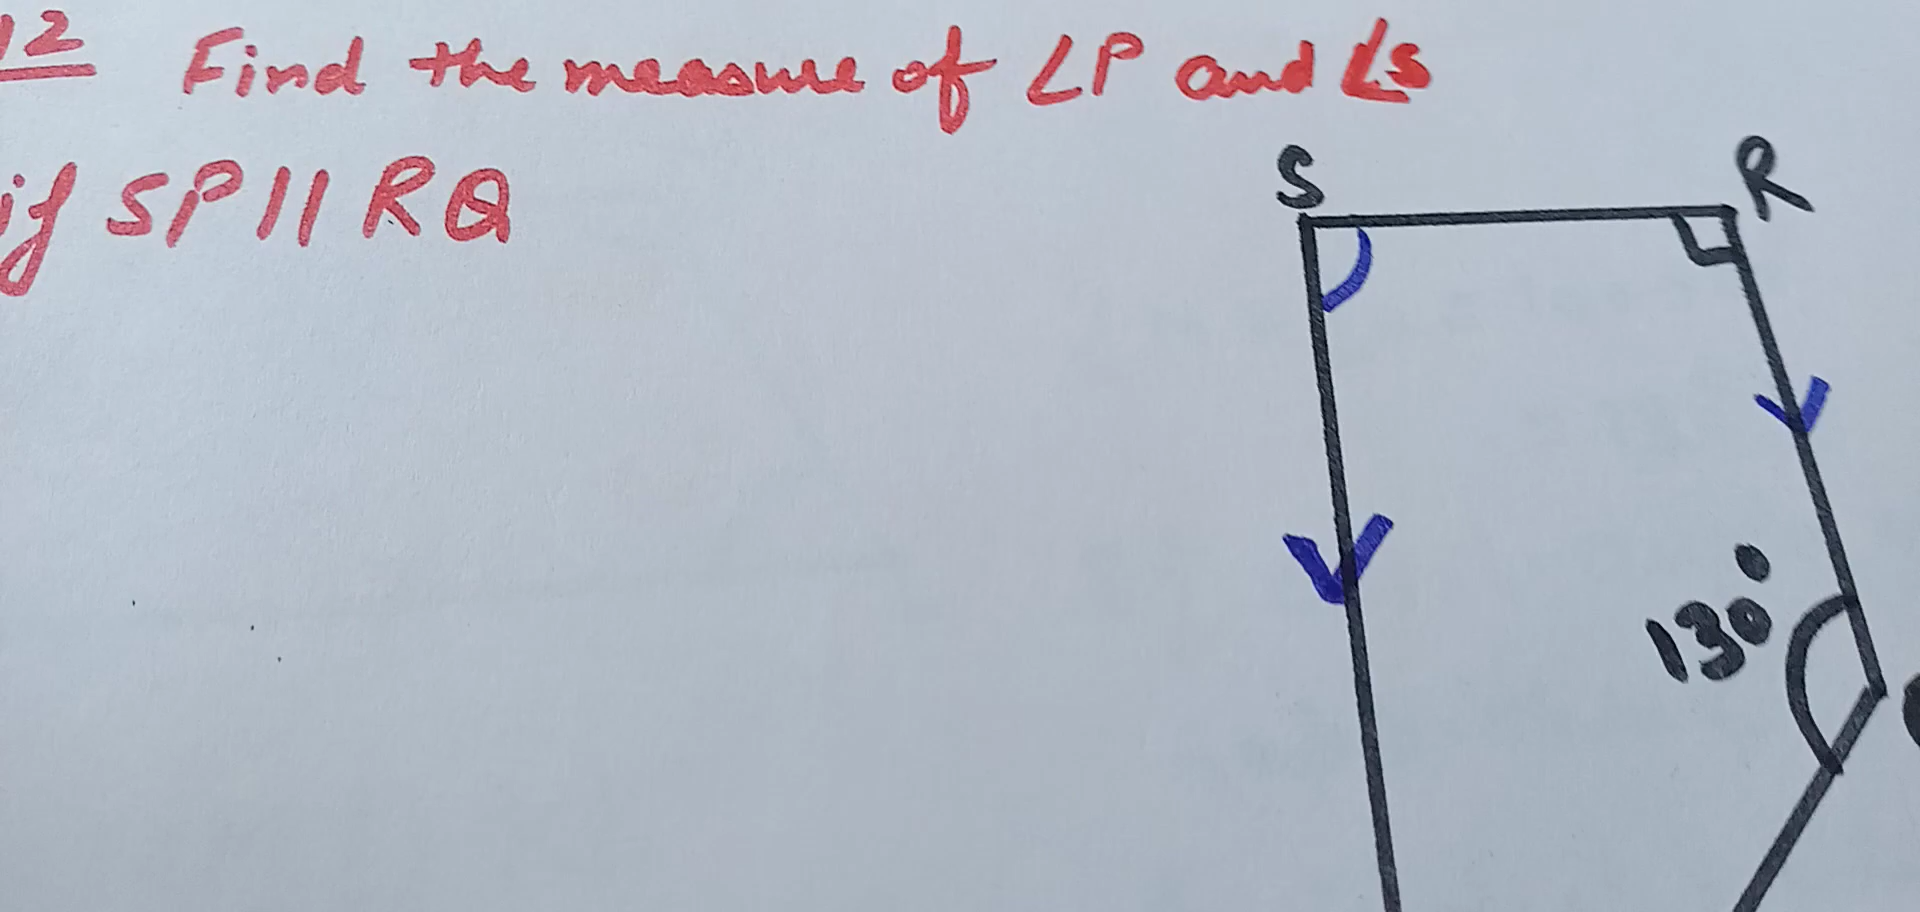 12 Find the measure of ∠P and ∠S
if SP || RQ
S
R
130°